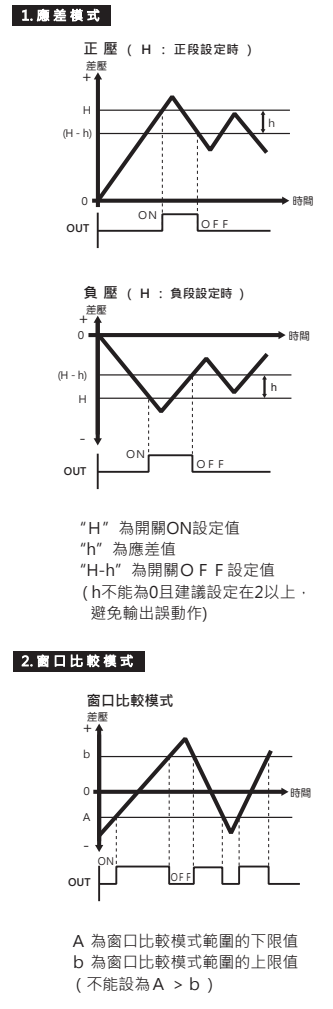 1.應差模式
正 壓 ( H : 正段設定時 )
差壓
+
H
h
(H - h)
0
時間
ON
OFF
OUT
負 壓 ( H : 負段設定時 )
差壓
+
0
時間
(H - h)
h
H
-
ON
OFF
OUT
“H” 為開關ON設定值
“h” 為應差值
“H-h” 為開關OFF設定值
(h不能為0且建議設定在2以上,
避免輸出誤動作)
2.窗口比較模式
窗口比較模式
差壓
+
b
0
時間
A
-
ON
OFF
OUT
A 為窗口比較模式範圍的下限值
b 為窗口比較模式範圍的上限值
(不能設為A >b)